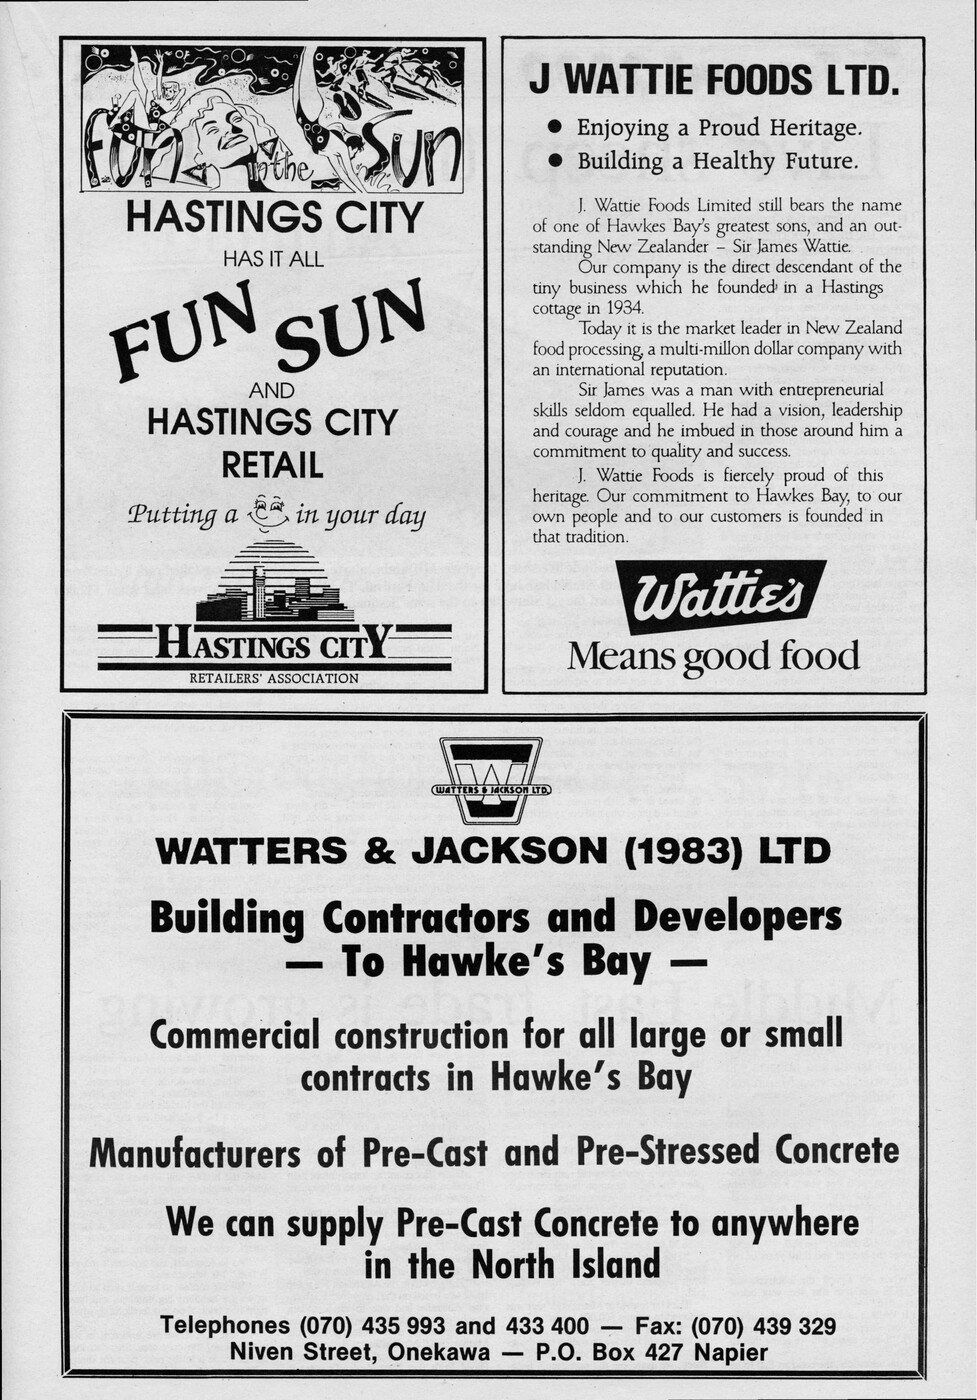 Fun in the Sun
HASTINGS CITY
HAS IT ALL
FUN SUN
AND
HASTINGS CITY
RETAIL
Putting a in your day
HASTINGS CITY
RETAILERS' ASSOCIATION
J WATTIE FOODS LTD.
● Enjoying a Proud Heritage.
● Building a Healthy Future.
J. Wattie Foods Limited still bears the name
of one of Hawkes Bay's greatest sons, and an out-
standing New Zealander – Sir James Wattie.
Our company is the direct descendant of the
tiny business which he founded in a Hastings
cottage in 1934.
Today it is the market leader in New Zealand
food processing, a multi-millon dollar company with
an international reputation.
Sir James was a man with entrepreneurial
skills seldom equalled. He had a vision, leadership
and courage and he imbued in those around him a
commitment to quality and success.
J. Wattie Foods is fiercely proud of this
heritage. Our commitment to Hawkes Bay, to our
own people and to our customers is founded in
that tradition.
Wattie's
Means good food
WATTERS & JACKSON LTD.
WATTERS & JACKSON (1983) LTD
Building Contractors and Developers
— To Hawke's Bay —
Commercial construction for all large or small
contracts in Hawke's Bay
Manufacturers of Pre-Cast and Pre-Stressed Concrete
We can supply Pre-Cast Concrete to anywhere
in the North Island
Telephones (070) 435 993 and 433 400 — Fax: (070) 439 329
Niven Street, Onekawa — P.O. Box 427 Napier